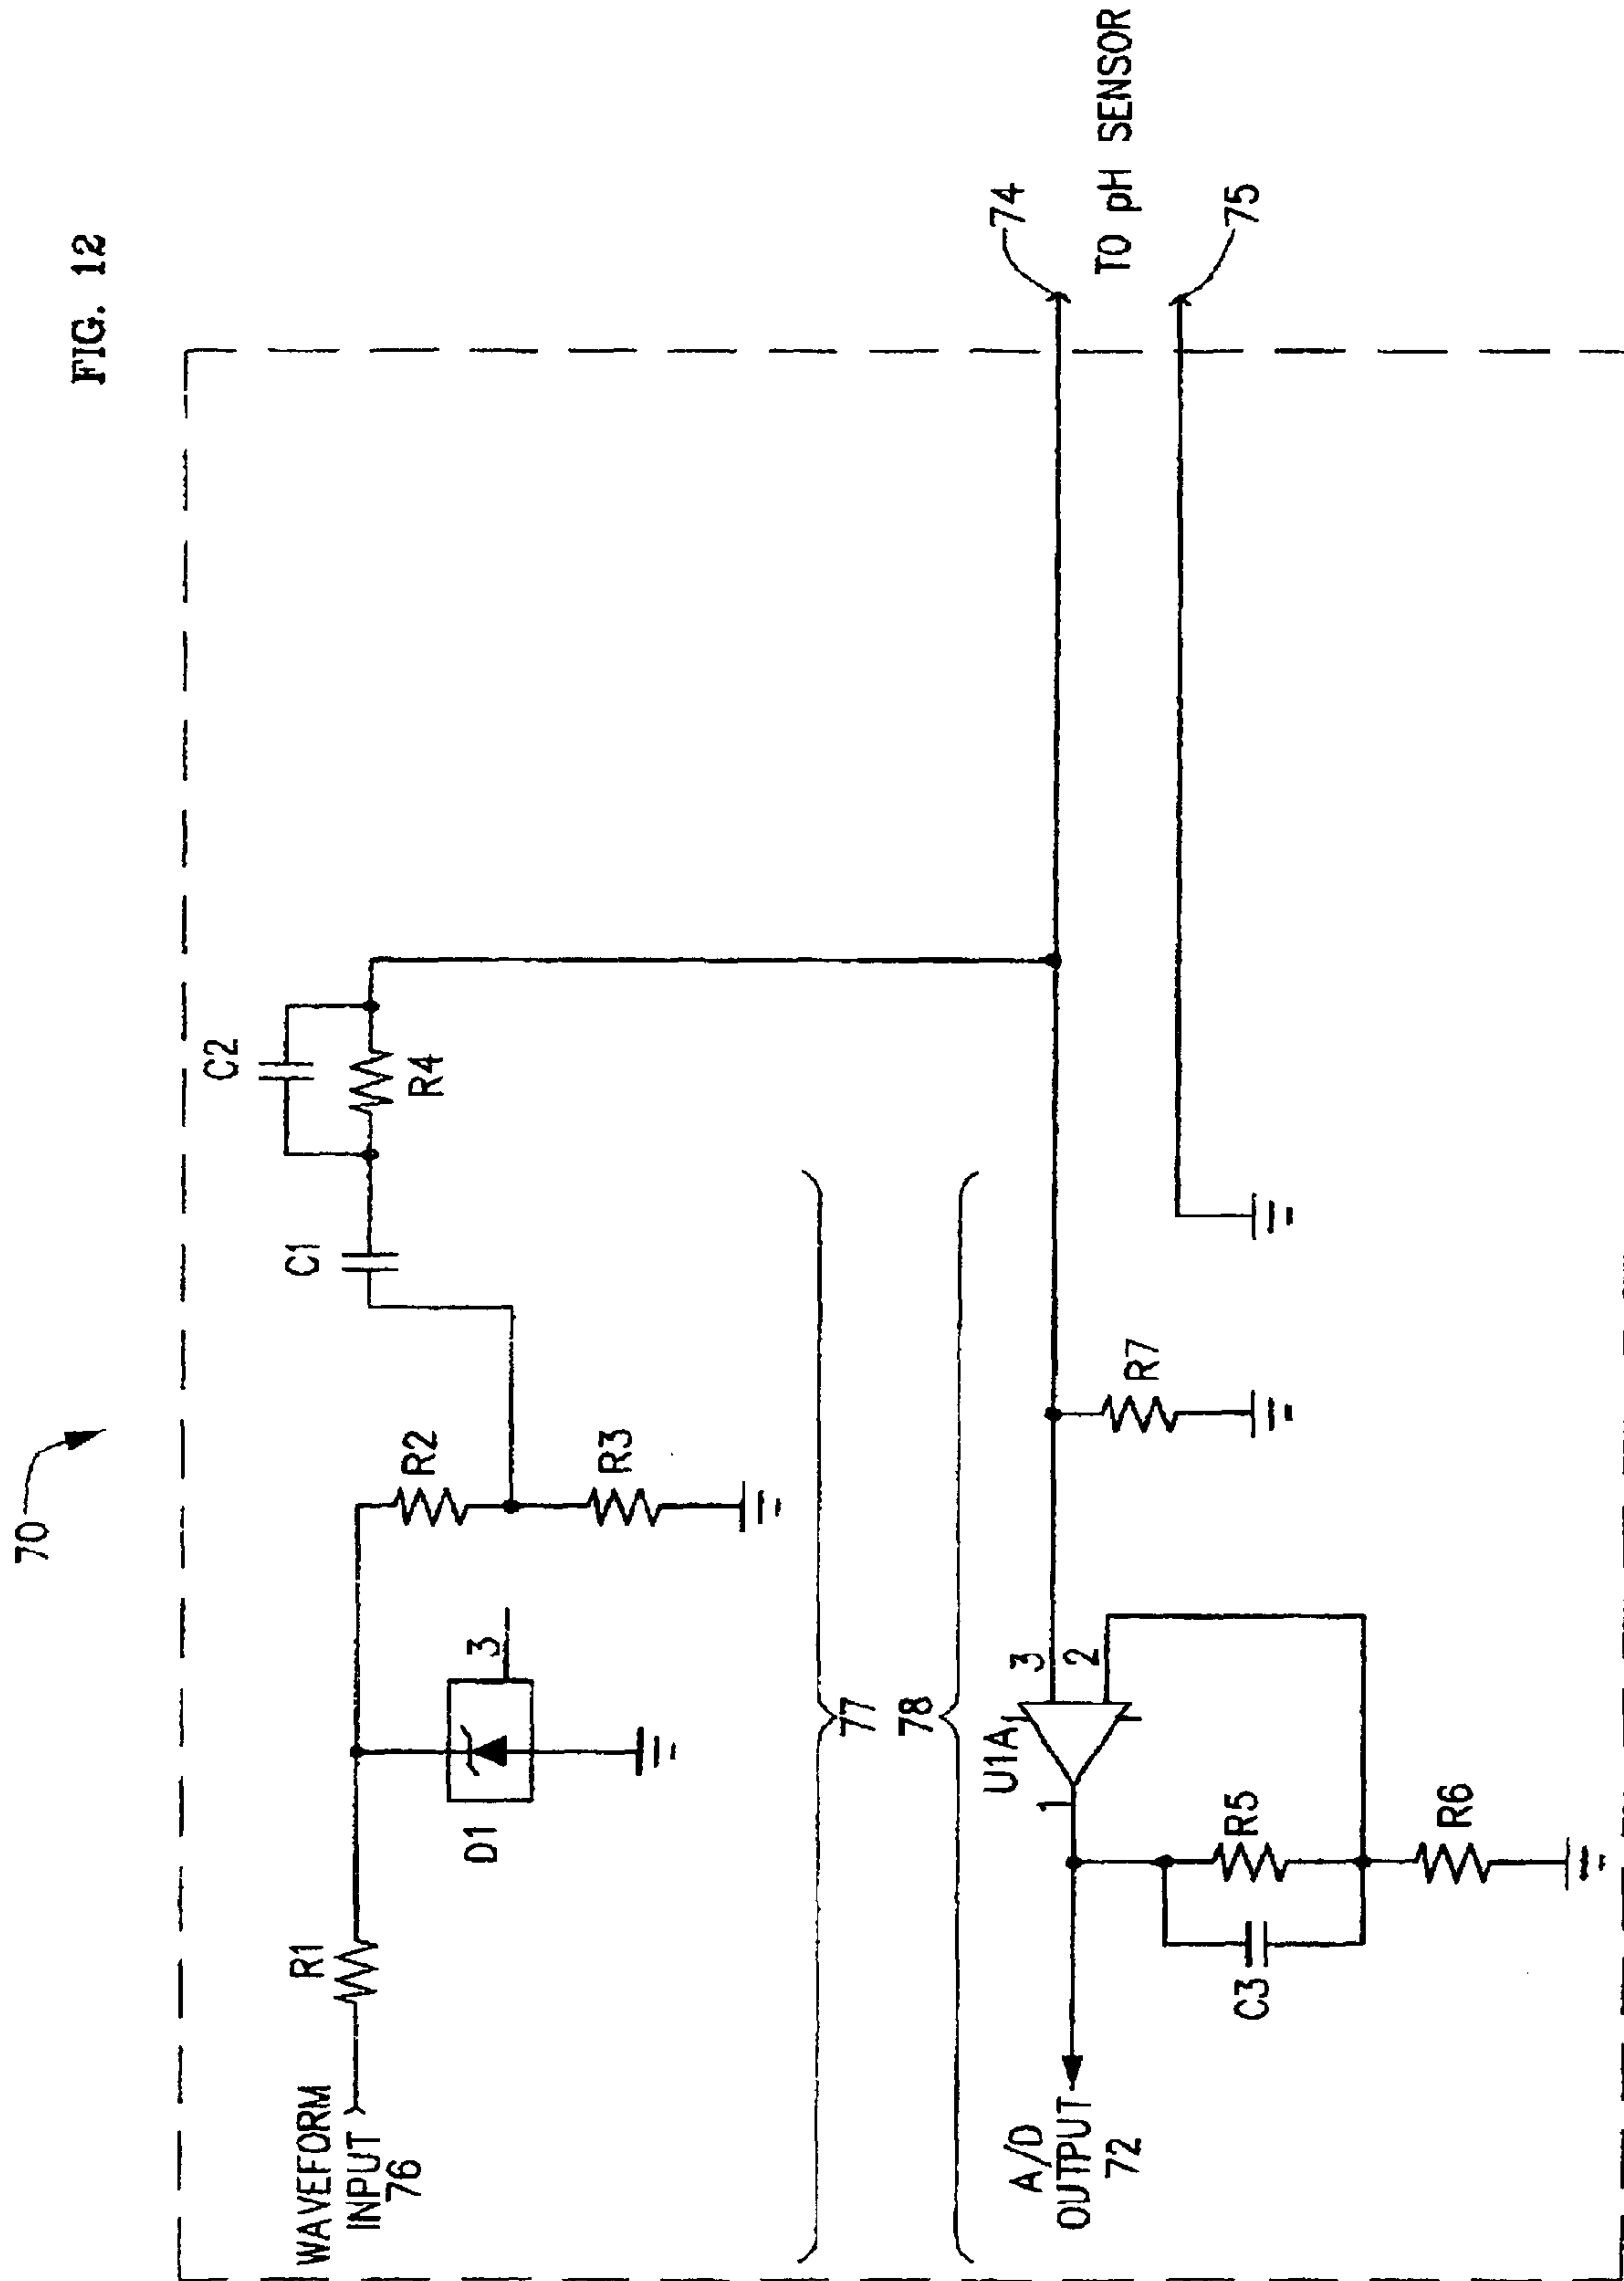 FIG. 12
70
C2
R4
C1
R2
R3
R1
WAVEFORM
INPUT
76
D1
3
77
78
74
TO pH SENSOR
75
R7
3
2
U1A
1
R5
R6
C3
A/D
OUTPUT
72